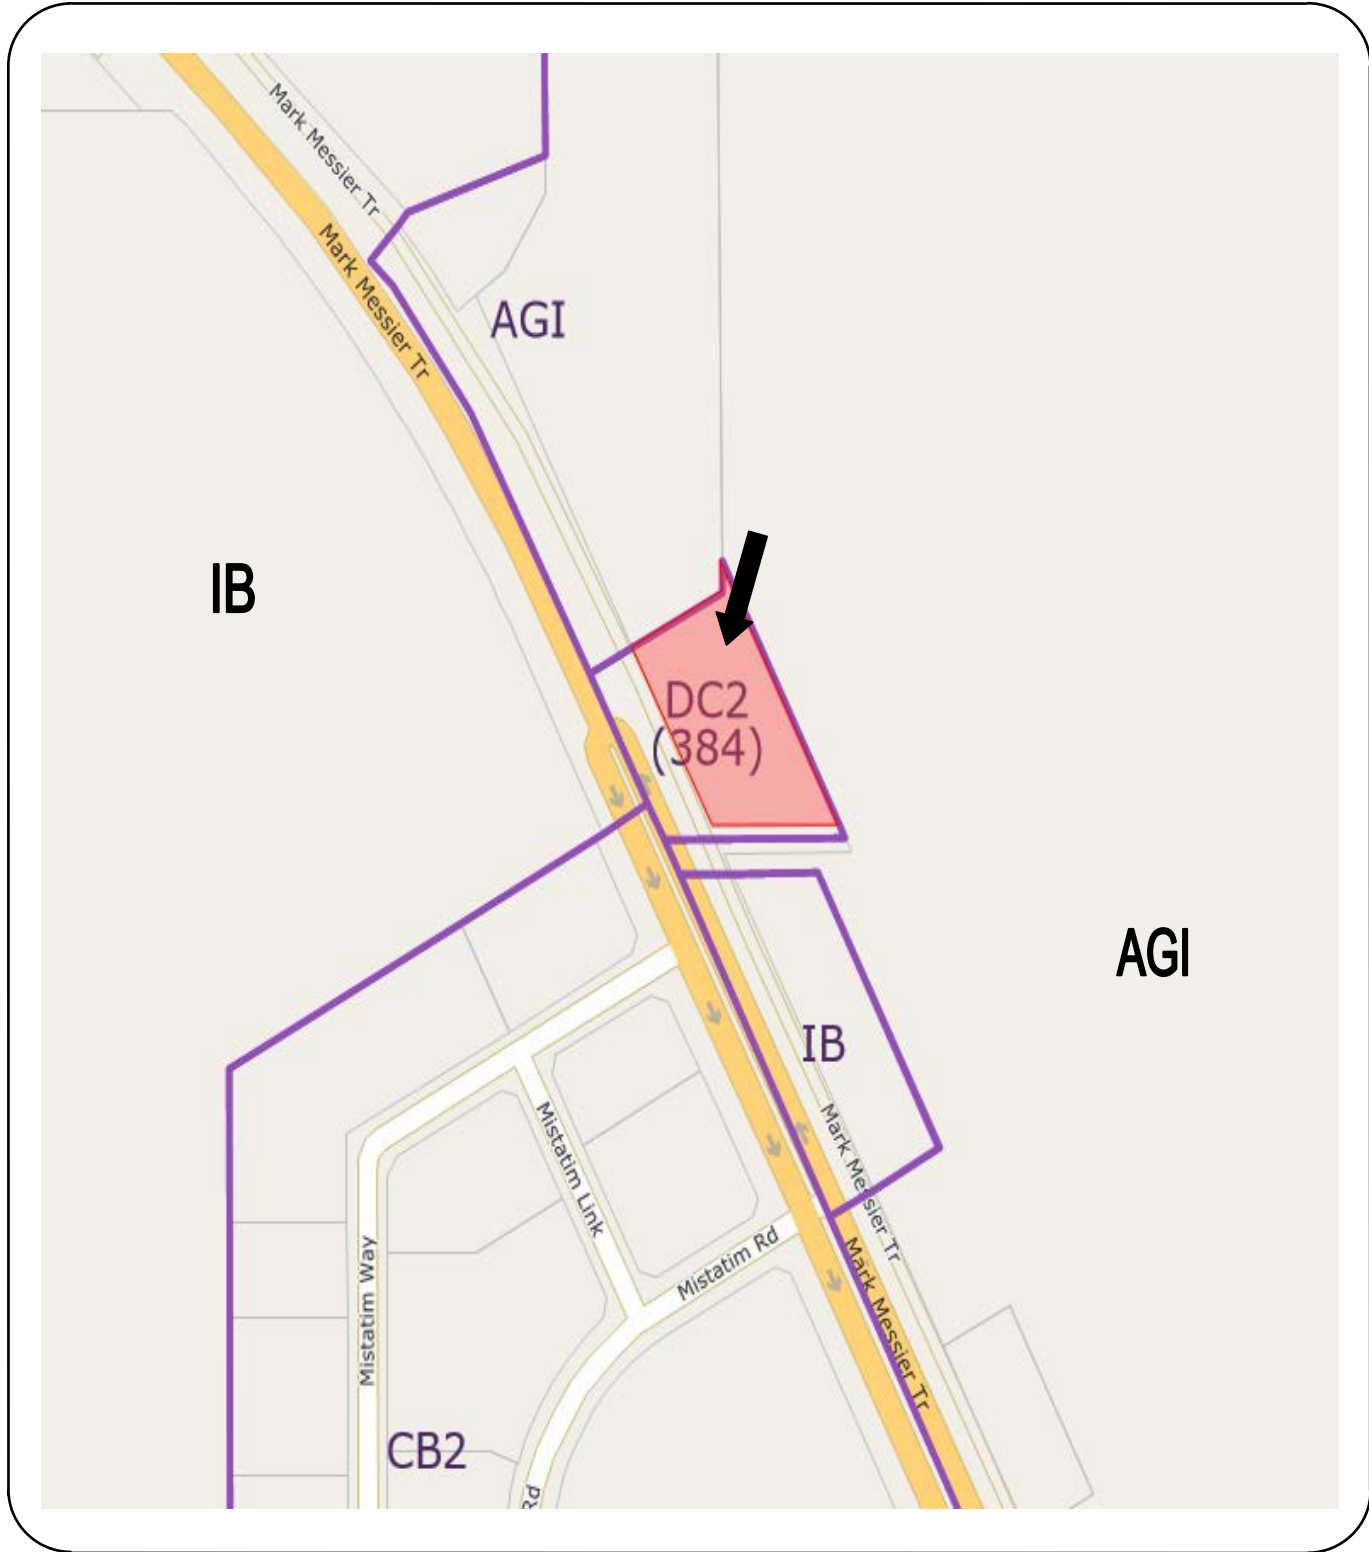 Mark Messier Tr
Mark Messier Tr
AGI
IB
DC2
(384)
AGI
IB
Mistatim Link
Mark Messier Tr
Mistatim Rd
Mark Messier Tr
Mistatim Way
CB2
Rd